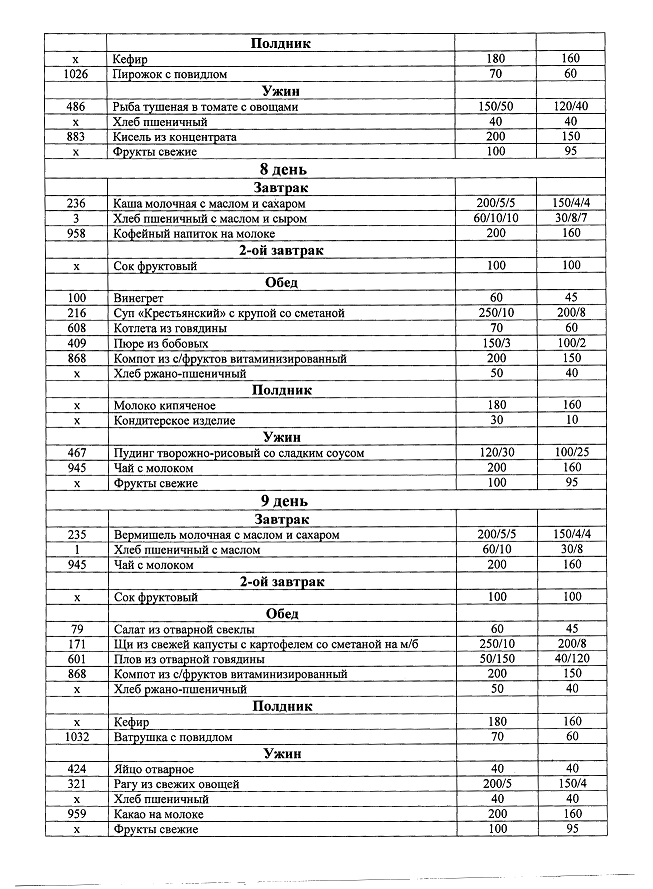 Полдник
х Кефир 180 160
1026 Пирожок с повидлом 70 60
Ужин
486 Рыба тушеная в томате с овощами 150/50 120/40
х Хлеб пшеничный 40 40
883 Кисель из концентрата 200 150
х Фрукты свежие 100 95
8 день
Завтрак
236 Каша молочная с маслом и сахаром 200/5/5 150/4/4
3 Хлеб пшеничный с маслом и сыром 60/10/10 30/8/7
958 Кофейный напиток на молоке 200 160
2-ой завтрак
х Сок фруктовый 100 100
Обед
100 Винегрет 60 45
216 Суп «Крестьянский» с крупой со сметаной 250/10 200/8
608 Котлета из говядины 70 60
409 Пюре из бобовых 150/3 100/2
868 Компот из с/фруктов витаминизированный 200 150
х Хлеб ржано-пшеничный 50 40
Полдник
х Молоко кипяченое 180 160
х Кондитерское изделие 30 10
Ужин
467 Пудинг творожно-рисовый со сладким соусом 120/30 100/25
945 Чай с молоком 200 160
х Фрукты свежие 100 95
9 день
Завтрак
235 Вермишель молочная с маслом и сахаром 200/5/5 150/4/4
1 Хлеб пшеничный с маслом 60/10 30/8
945 Чай с молоком 200 160
2-ой завтрак
х Сок фруктовый 100 100
Обед
79 Салат из отварной свеклы 60 45
171 Щи из свежей капусты с картофелем со сметаной на м/б 250/10 200/8
601 Плов из отварной говядины 50/150 40/120
868 Компот из с/фруктов витаминизированный 200 150
х Хлеб ржано-пшеничный 50 40
Полдник
х Кефир 180 160
1032 Ватрушка с повидлом 70 60
Ужин
424 Яйцо отварное 40 40
321 Рагу из свежих овощей 200/5 150/4
х Хлеб пшеничный 40 40
959 Какао на молоке 200 160
х Фрукты свежие 100 95